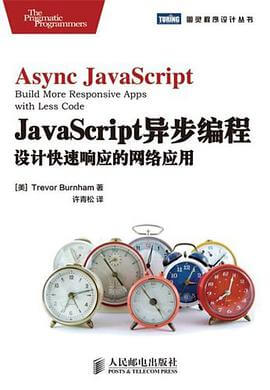 The
Pragmatic
Programmers
TURING 图灵程序设计丛书
Async JavaScript
Build More Responsive Apps
with Less Code
JavaScript异步编程
设计快速响应的网络应用
[美] Trevor Burnham 著
许青松 译
人民邮电出版社
POSTS & TELECOM PRESS